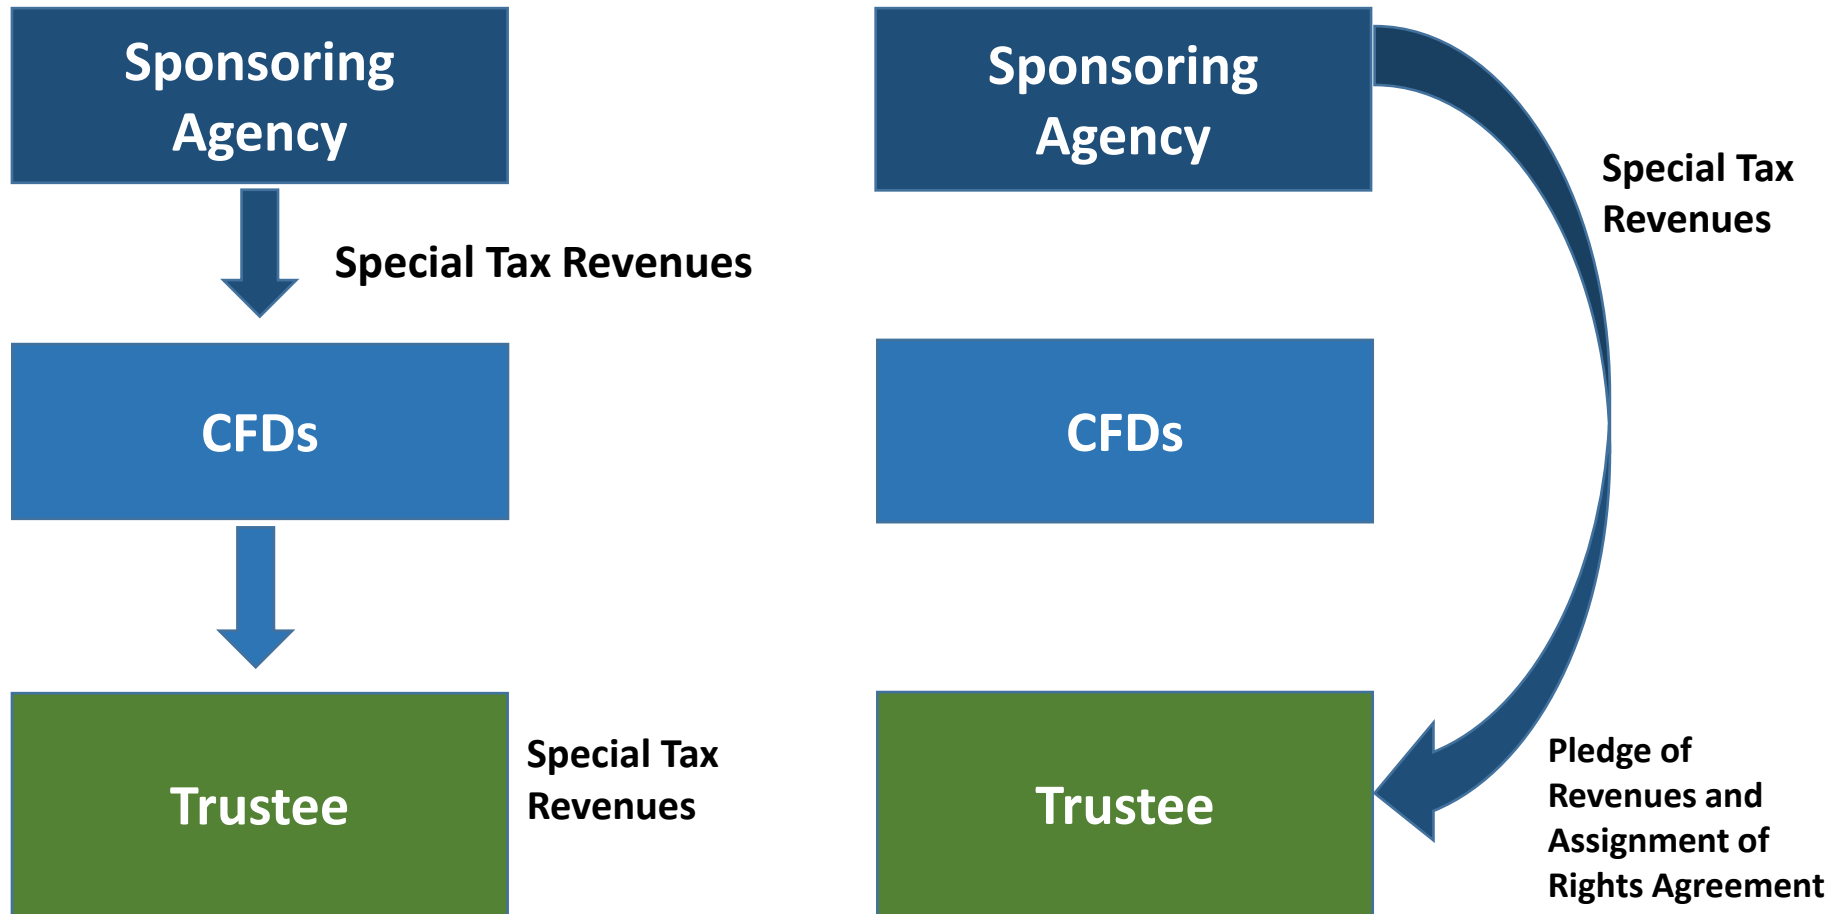 Sponsoring
Agency
Special Tax Revenues
CFDs
Trustee
Special Tax
Revenues
Sponsoring
Agency
Special Tax
Revenues
CFDs
Trustee
Pledge of
Revenues and
Assignment of
Rights Agreement